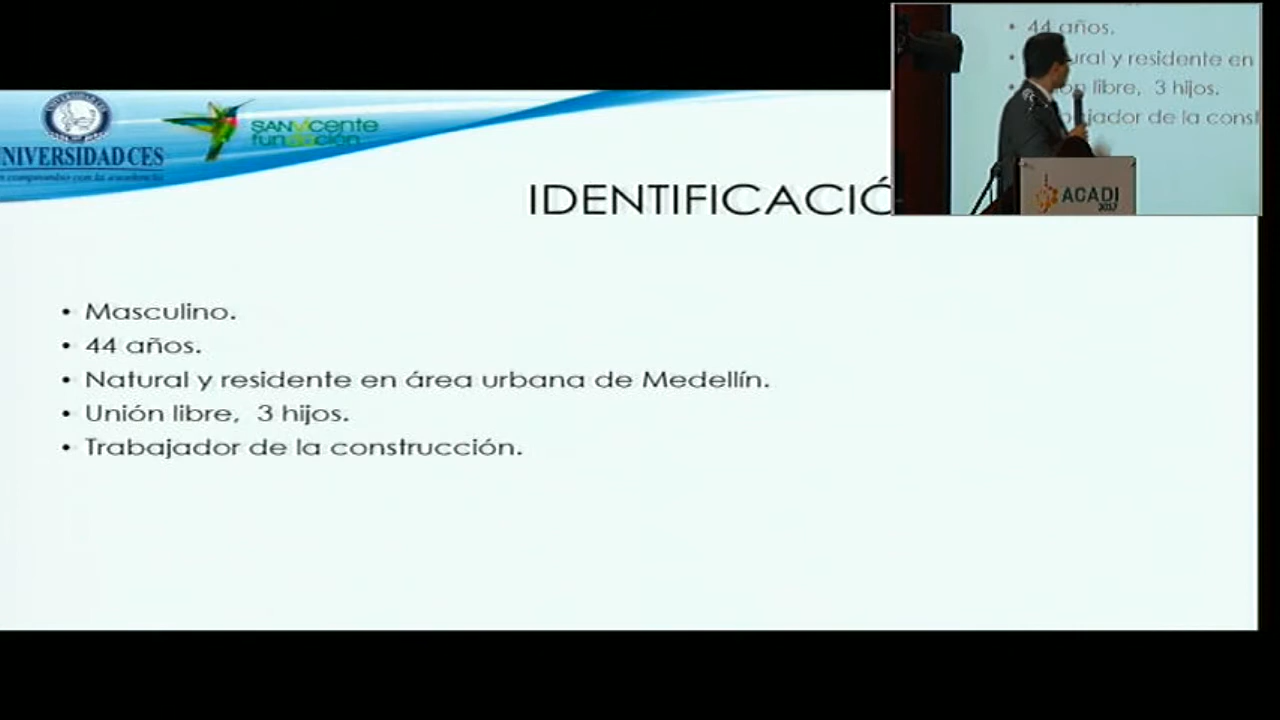 44 años.
ural y residente en
libre, 3 hijos.
jador de la const
ACADI
2017
UNIVERSIDAD CES
Un compromiso con la excelencia
SANVICENTE
fundación
IDENTIFICACIÓ
• Masculino.
• 44 años.
• Natural y residente en área urbana de Medellín.
• Unión libre, 3 hijos.
• Trabajador de la construcción.